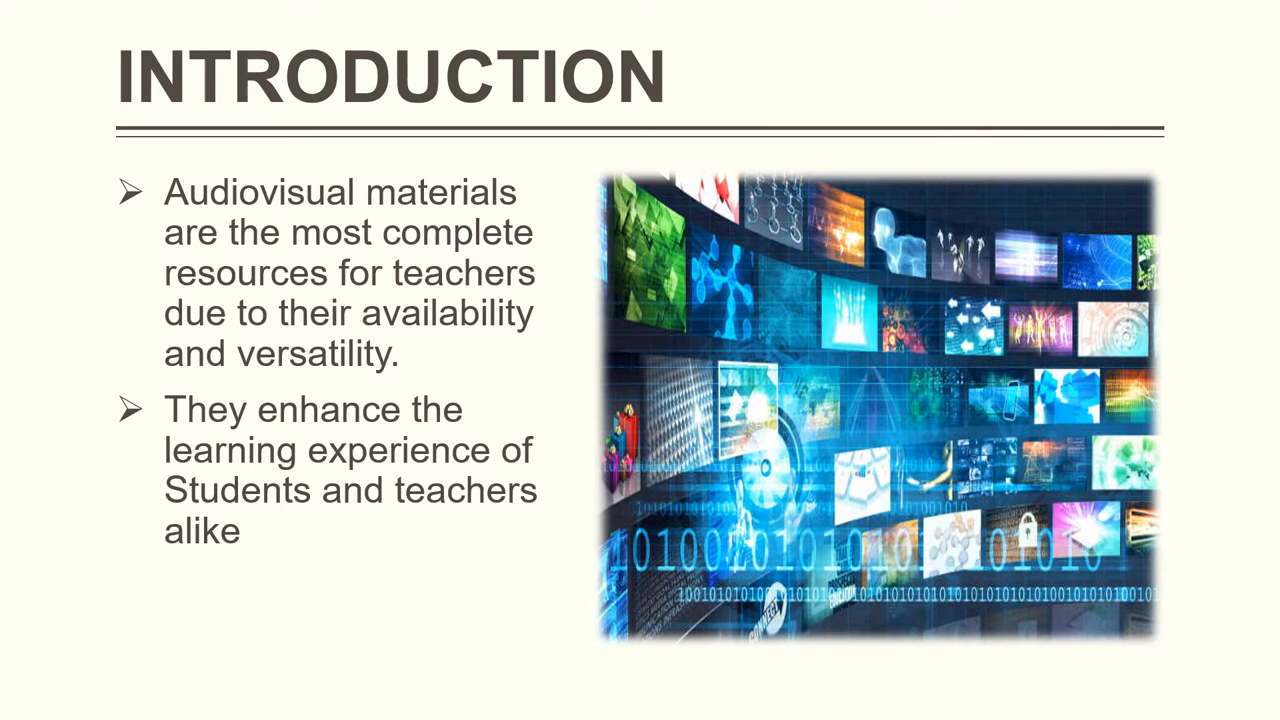 INTRODUCTION
Audiovisual materials
are the most complete
resources for teachers
due to their availability
and versatility.
They enhance the
learning experience of
Students and teachers
alike
CONNECT